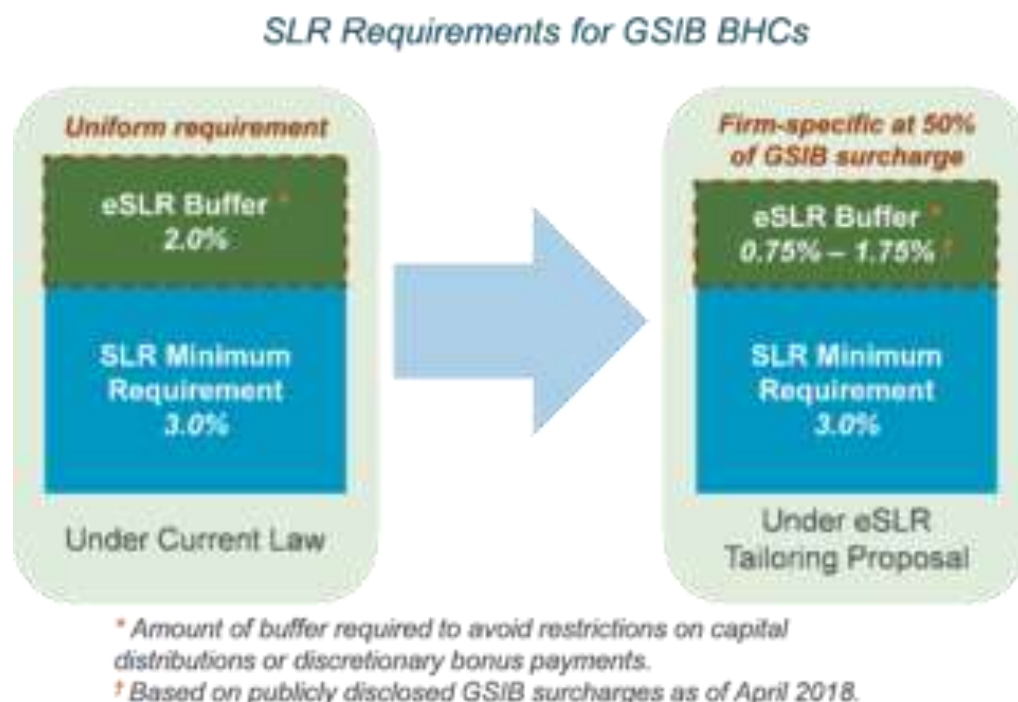 SLR Requirements for GSIB BHCs
Uniform requirement
eSLR Buffer *
2.0%
SLR Minimum
Requirement
3.0%
Under Current Law
Firm-specific at 50%
of GSIB surcharge
eSLR Buffer *
0.75% – 1.75% †
SLR Minimum
Requirement
3.0%
Under eSLR
Tailoring Proposal
* Amount of buffer required to avoid restrictions on capital
distributions or discretionary bonus payments.
† Based on publicly disclosed GSIB surcharges as of April 2018.